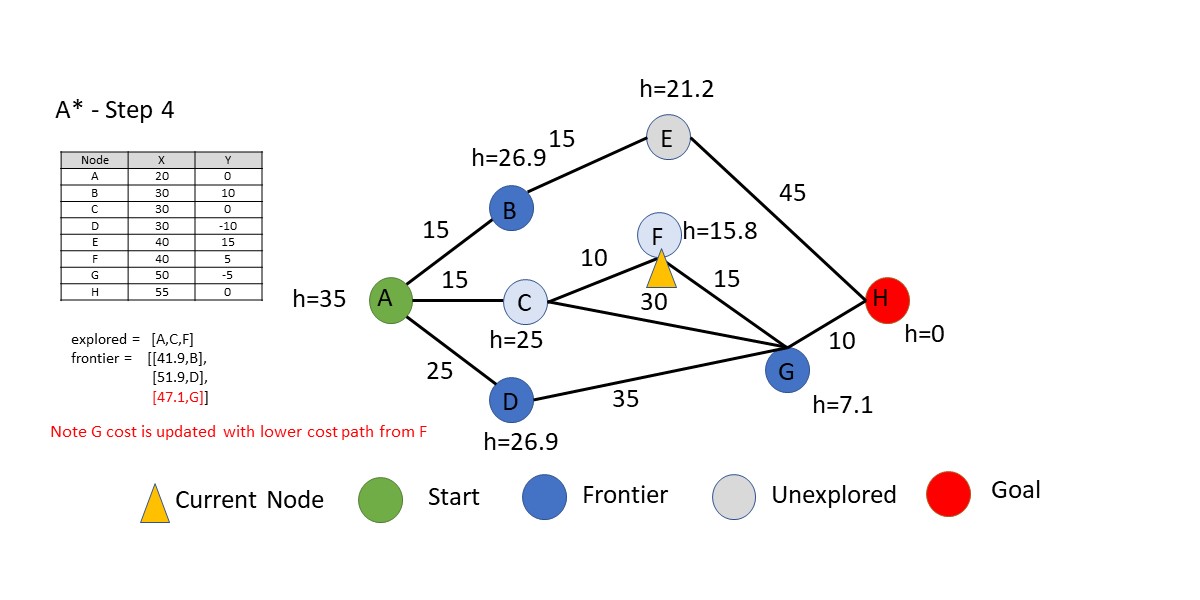 A* - Step 4
Node X Y
A 20 0
B 30 10
C 30 0
D 30 -10
E 40 15
F 40 5
G 50 -5
H 55 0
explored = [A,C,F]
frontier = [[41.9,B],
[51.9,D],
[47.1,G]]
Note G cost is updated with lower cost path from F
h=21.2
E
15
h=26.9
B
45
15
F
h=15.8
10
15
15
30
h=35
A
C
H
h=25
10
h=0
25
G
D
35
h=7.1
h=26.9
Current Node
Start
Frontier
Unexplored
Goal